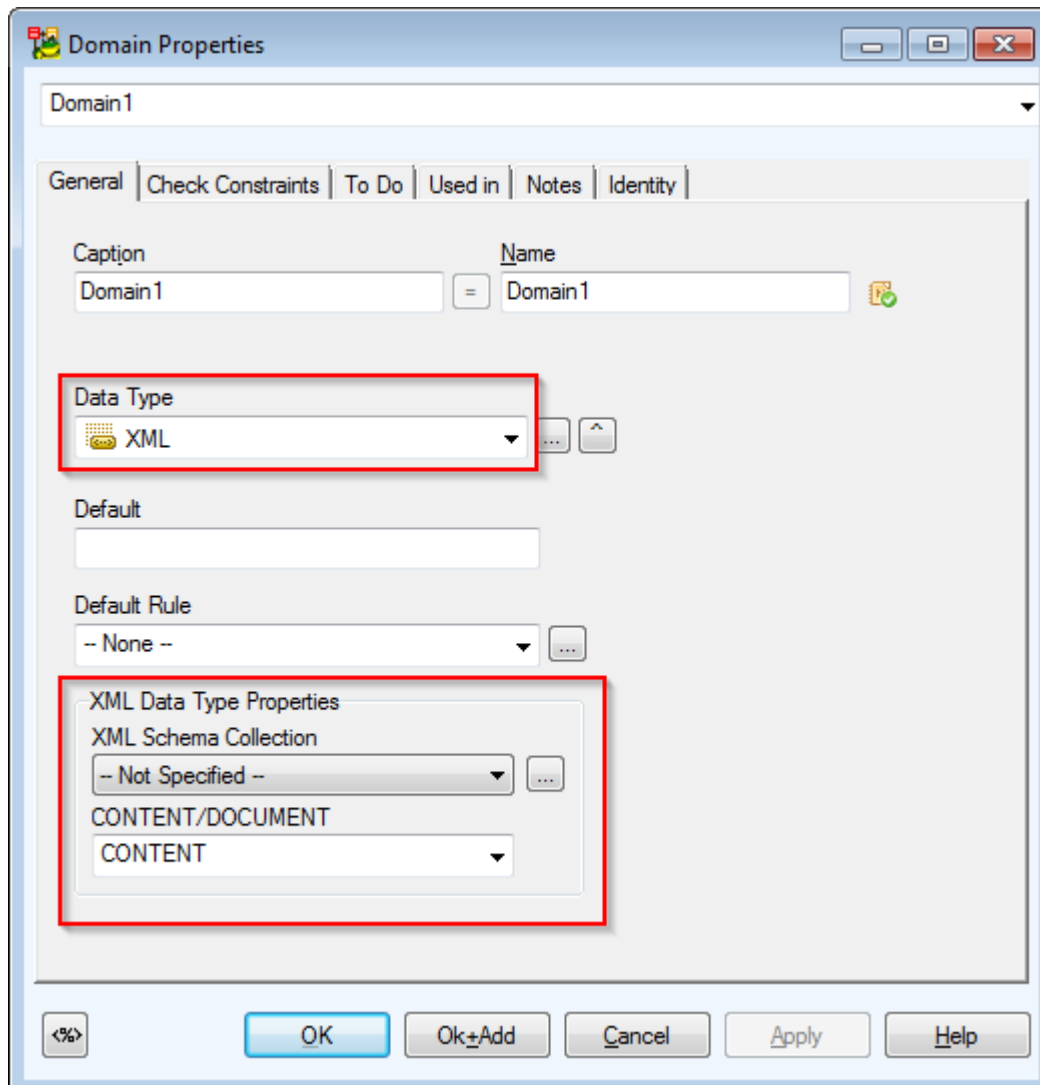 Domain Properties
Domain1
General Check Constraints To Do Used in Notes Identity
Caption Name
Domain1 = Domain1
Data Type
XML ... ^
Default
Default Rule
-- None -- ...
XML Data Type Properties
XML Schema Collection
-- Not Specified -- ...
CONTENT/DOCUMENT
CONTENT
<%> OK Ok+Add Cancel Apply Help